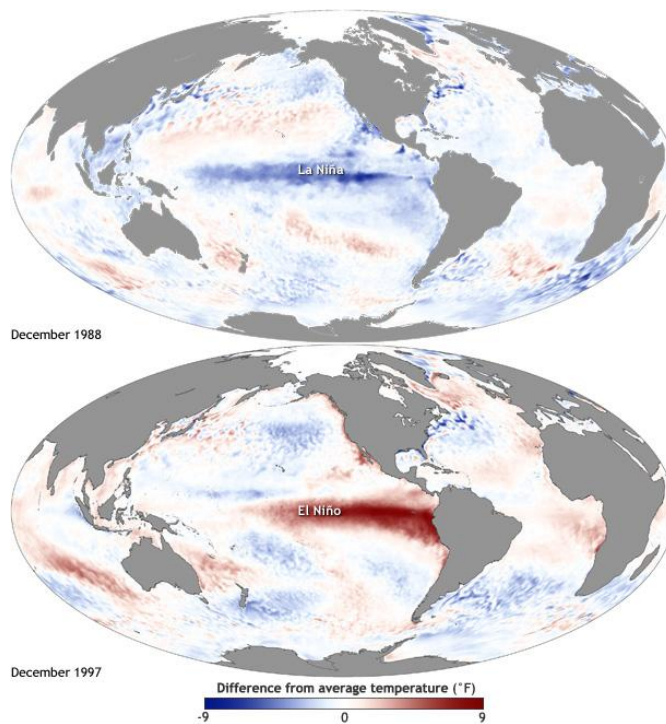 La Niña
December 1988
El Niño
December 1997
Difference from average temperature (°F)
-9 0 9